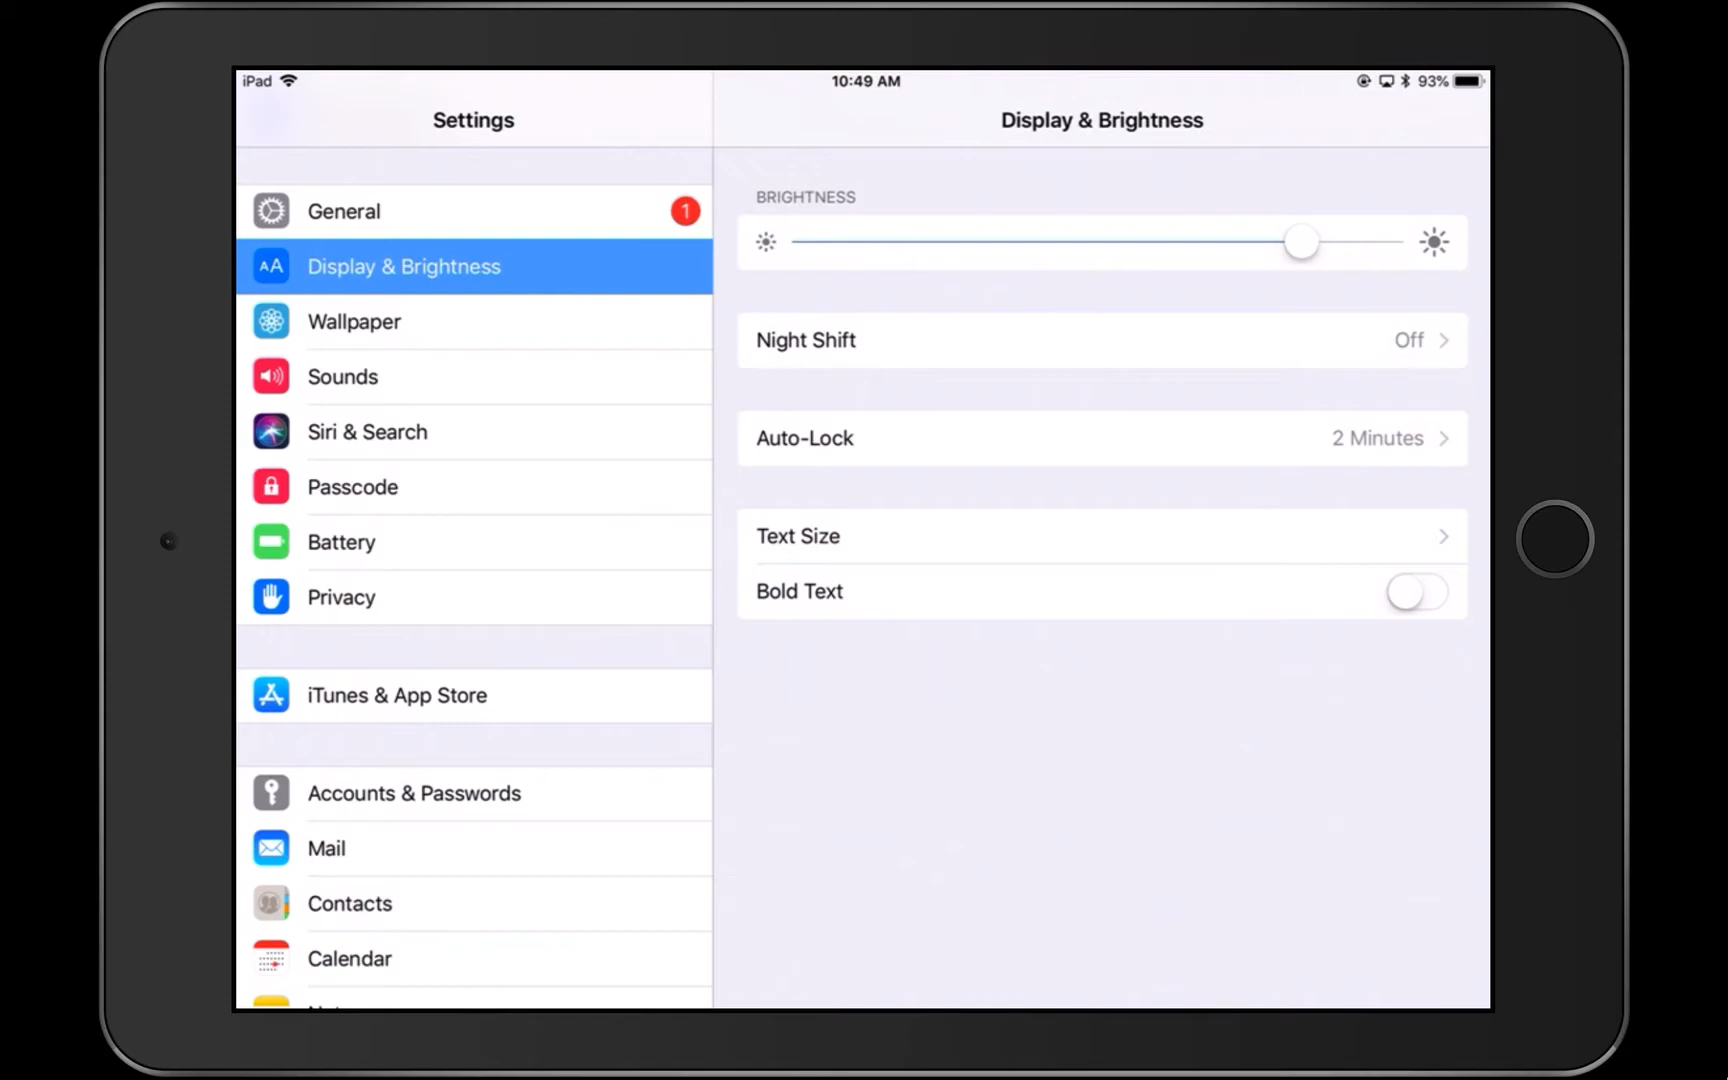 iPad
10:49 AM
93%
Settings
Display & Brightness
General
1
AA Display & Brightness
Wallpaper
Sounds
Siri & Search
Passcode
Battery
Privacy
iTunes & App Store
Accounts & Passwords
Mail
Contacts
Calendar
BRIGHTNESS
Night Shift Off
Auto-Lock 2 Minutes
Text Size
Bold Text